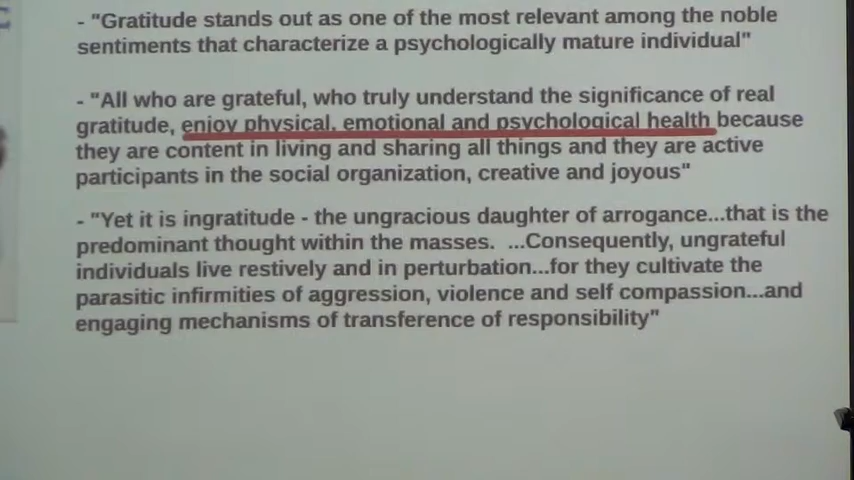 - "Gratitude stands out as one of the most relevant among the noble
sentiments that characterize a psychologically mature individual"
- "All who are grateful, who truly understand the significance of real
gratitude, enjoy physical, emotional and psychological health because
they are content in living and sharing all things and they are active
participants in the social organization, creative and joyous"
- "Yet it is ingratitude - the ungracious daughter of arrogance...that is the
predominant thought within the masses. ...Consequently, ungrateful
individuals live restively and in perturbation...for they cultivate the
parasitic infirmities of aggression, violence and self compassion...and
engaging mechanisms of transference of responsibility"